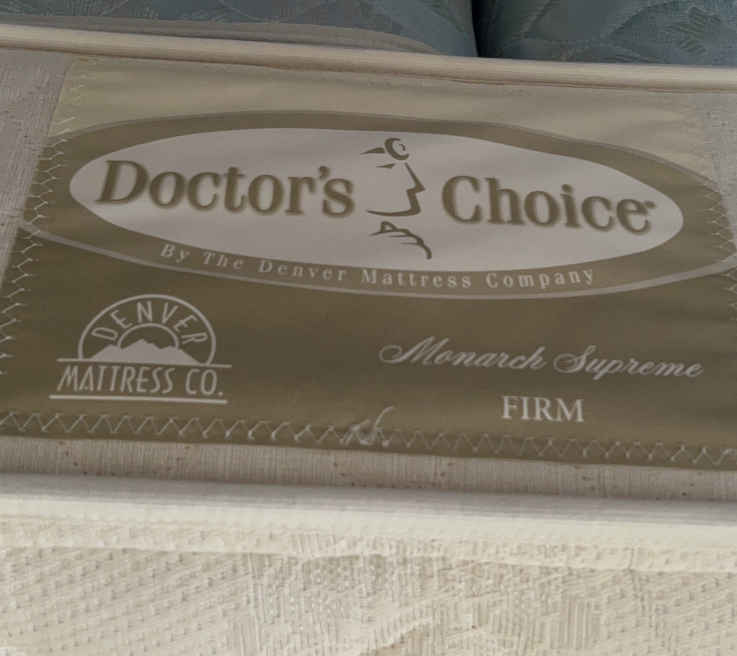 Doctor's Choice®
By The Denver Mattress Company
DENVER
MATTRESS CO.
Monarch Supreme
FIRM